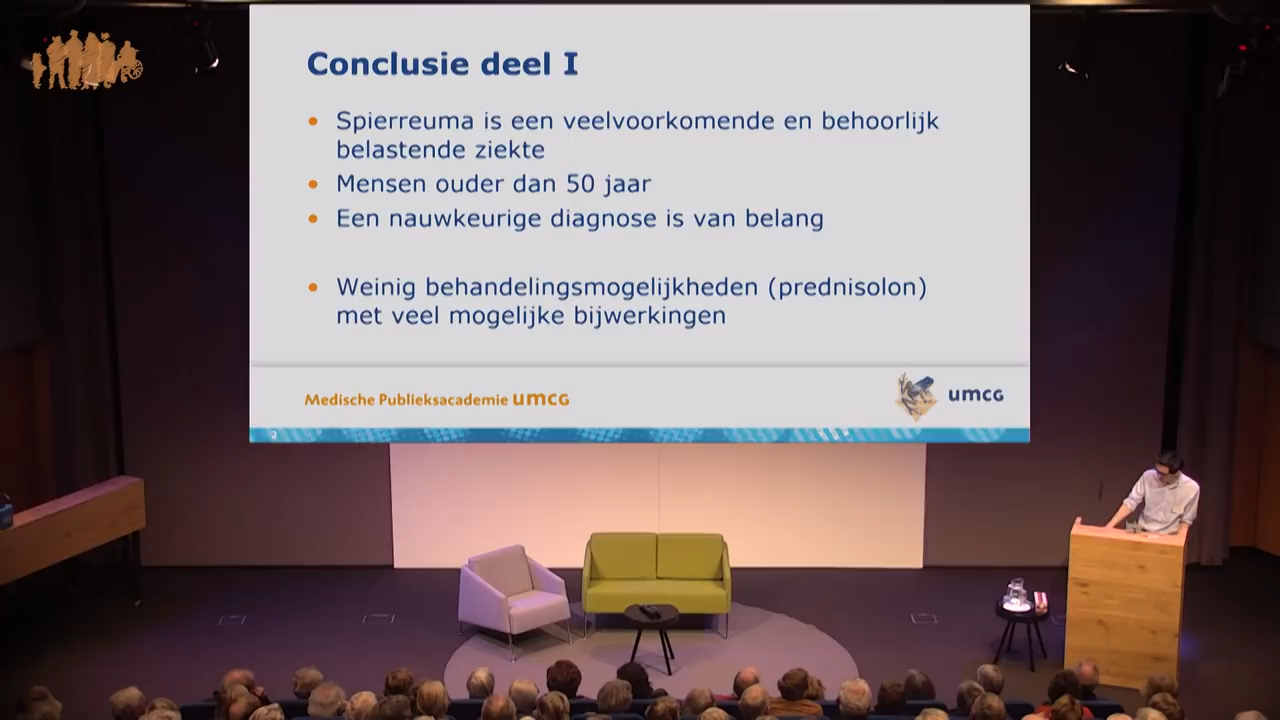 Conclusie deel I
• Spierreuma is een veelvoorkomende en behoorlijk
belastende ziekte
• Mensen ouder dan 50 jaar
• Een nauwkeurige diagnose is van belang
• Weinig behandelingsmogelijkheden (prednisolon)
met veel mogelijke bijwerkingen
Medische Publieksacademie umcG
umcG
2